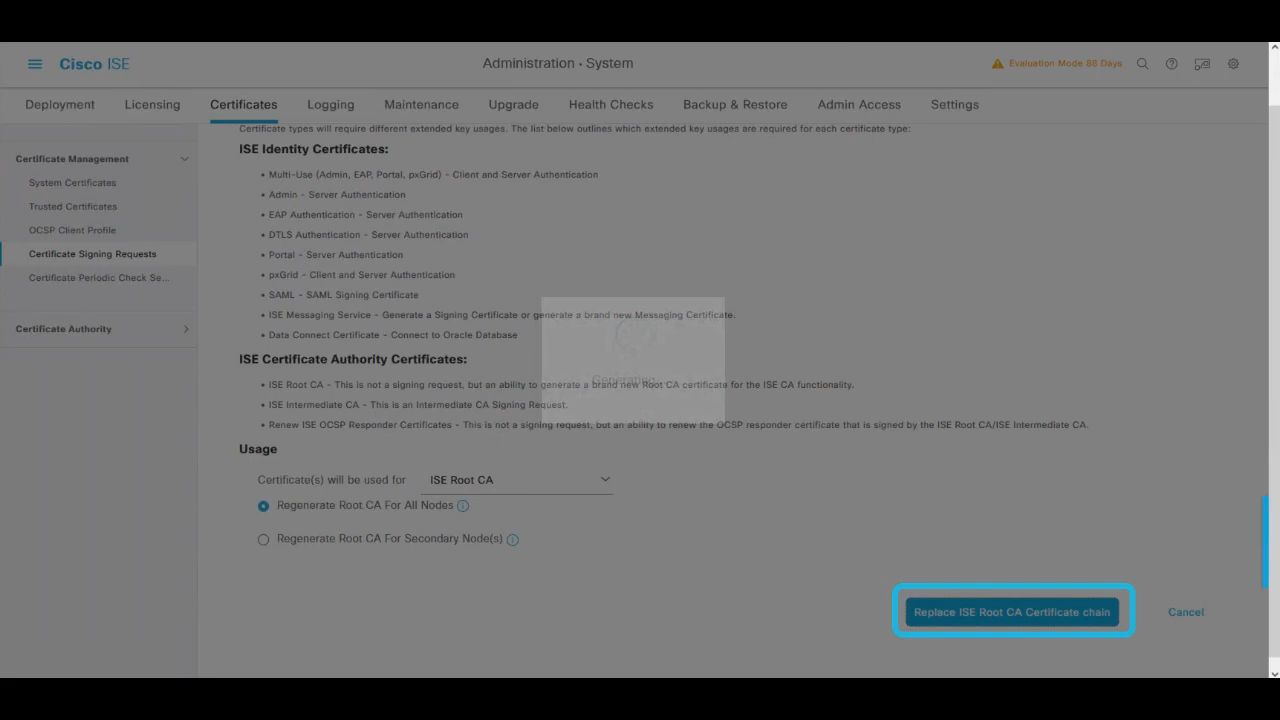 Cisco ISE
Administration · System
Evaluation Mode 88 Days
Deployment
Licensing
Certificates
Logging
Maintenance
Upgrade
Health Checks
Backup & Restore
Admin Access
Settings
Certificate Management
System Certificates
Trusted Certificates
OCSP Client Profile
Certificate Signing Requests
Certificate Periodic Check Se...
Certificate Authority
Certificate types will require different extended key usages. The list below outlines which extended key usages are required for each certificate type:
ISE Identity Certificates:
• Multi-Use (Admin, EAP, Portal, pxGrid) - Client and Server Authentication
• Admin - Server Authentication
• EAP Authentication - Server Authentication
• DTLS Authentication - Server Authentication
• Portal - Server Authentication
• pxGrid - Client and Server Authentication
• SAML - SAML Signing Certificate
• ISE Messaging Service - Generate a Signing Certificate or generate a brand new Messaging Certificate.
• Data Connect Certificate - Connect to Oracle Database
ISE Certificate Authority Certificates:
Generating...
• ISE Root CA - This is not a signing request, but an ability to generate a brand new Root CA certificate for the ISE CA functionality.
• ISE Intermediate CA - This is an Intermediate CA Signing Request.
• Renew ISE OCSP Responder Certificates - This is not a signing request, but an ability to renew the OCSP responder certificate that is signed by the ISE Root CA/ISE Intermediate CA.
Usage
Certificate(s) will be used for ISE Root CA
Regenerate Root CA For All Nodes
Regenerate Root CA For Secondary Node(s)
Replace ISE Root CA Certificate chain
Cancel